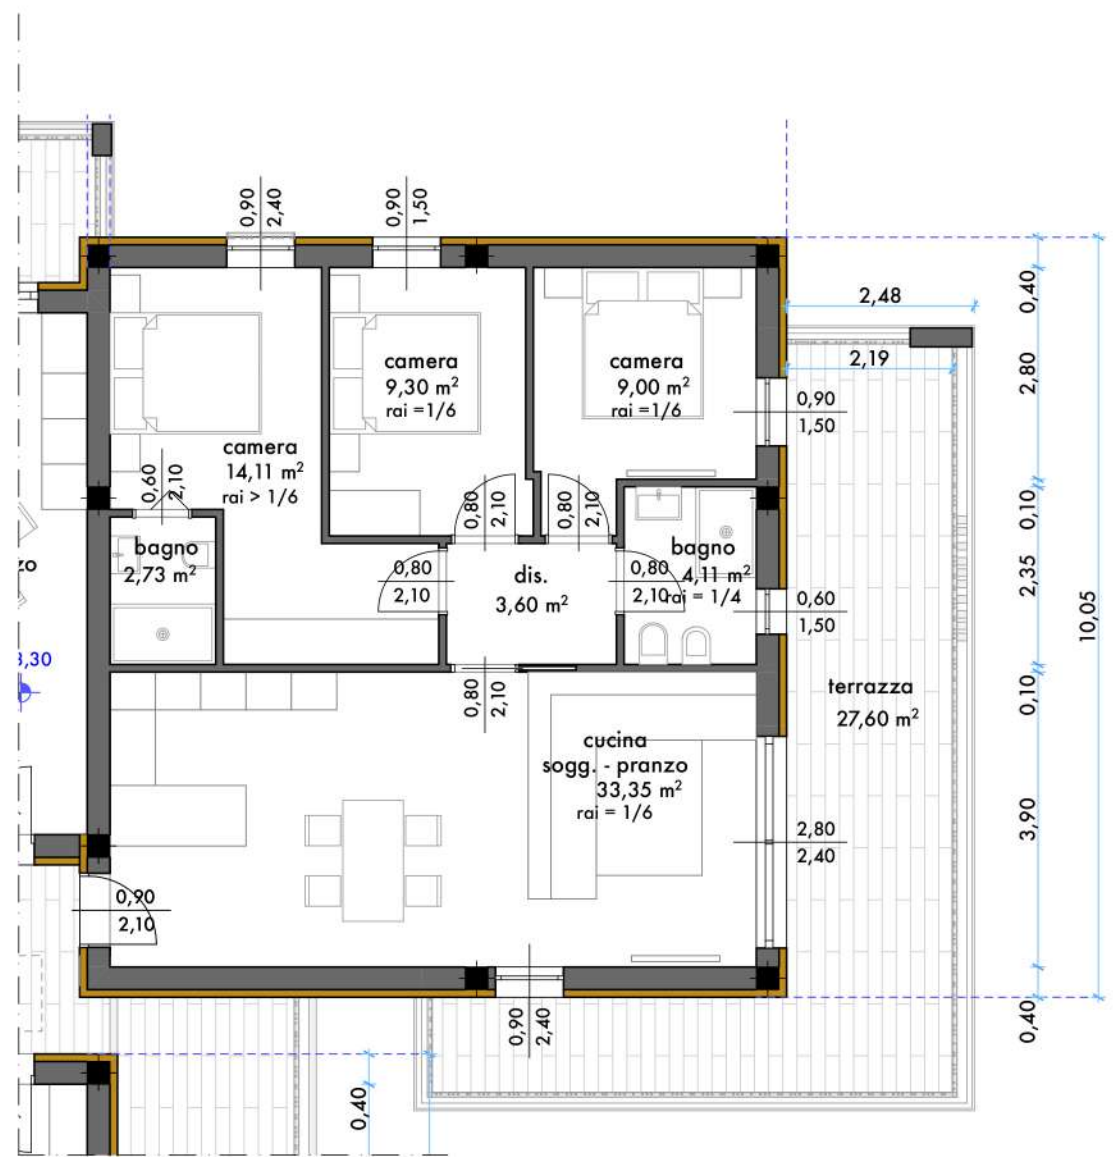 0,90
2,40
0,90
1,50
2,48
2,19
0,40
2,80
0,10
2,35
0,10
3,90
0,40
10,05
camera
9,30 m²
rai =1/6
camera
9,00 m²
rai =1/6
0,90
1,50
camera
14,11 m²
rai > 1/6
0,60
2,10
0,80
2,10
0,80
2,10
bagno
2,73 m²
0,80
2,10
dis.
3,60 m²
0,80
2,10
bagno
4,11 m²
rai = 1/4
0,60
1,50
zo
3,30
0,80
2,10
terrazza
27,60 m²
cucina
sogg. - pranzo
33,35 m²
rai = 1/6
2,80
2,40
0,90
2,10
0,90
2,40
0,40